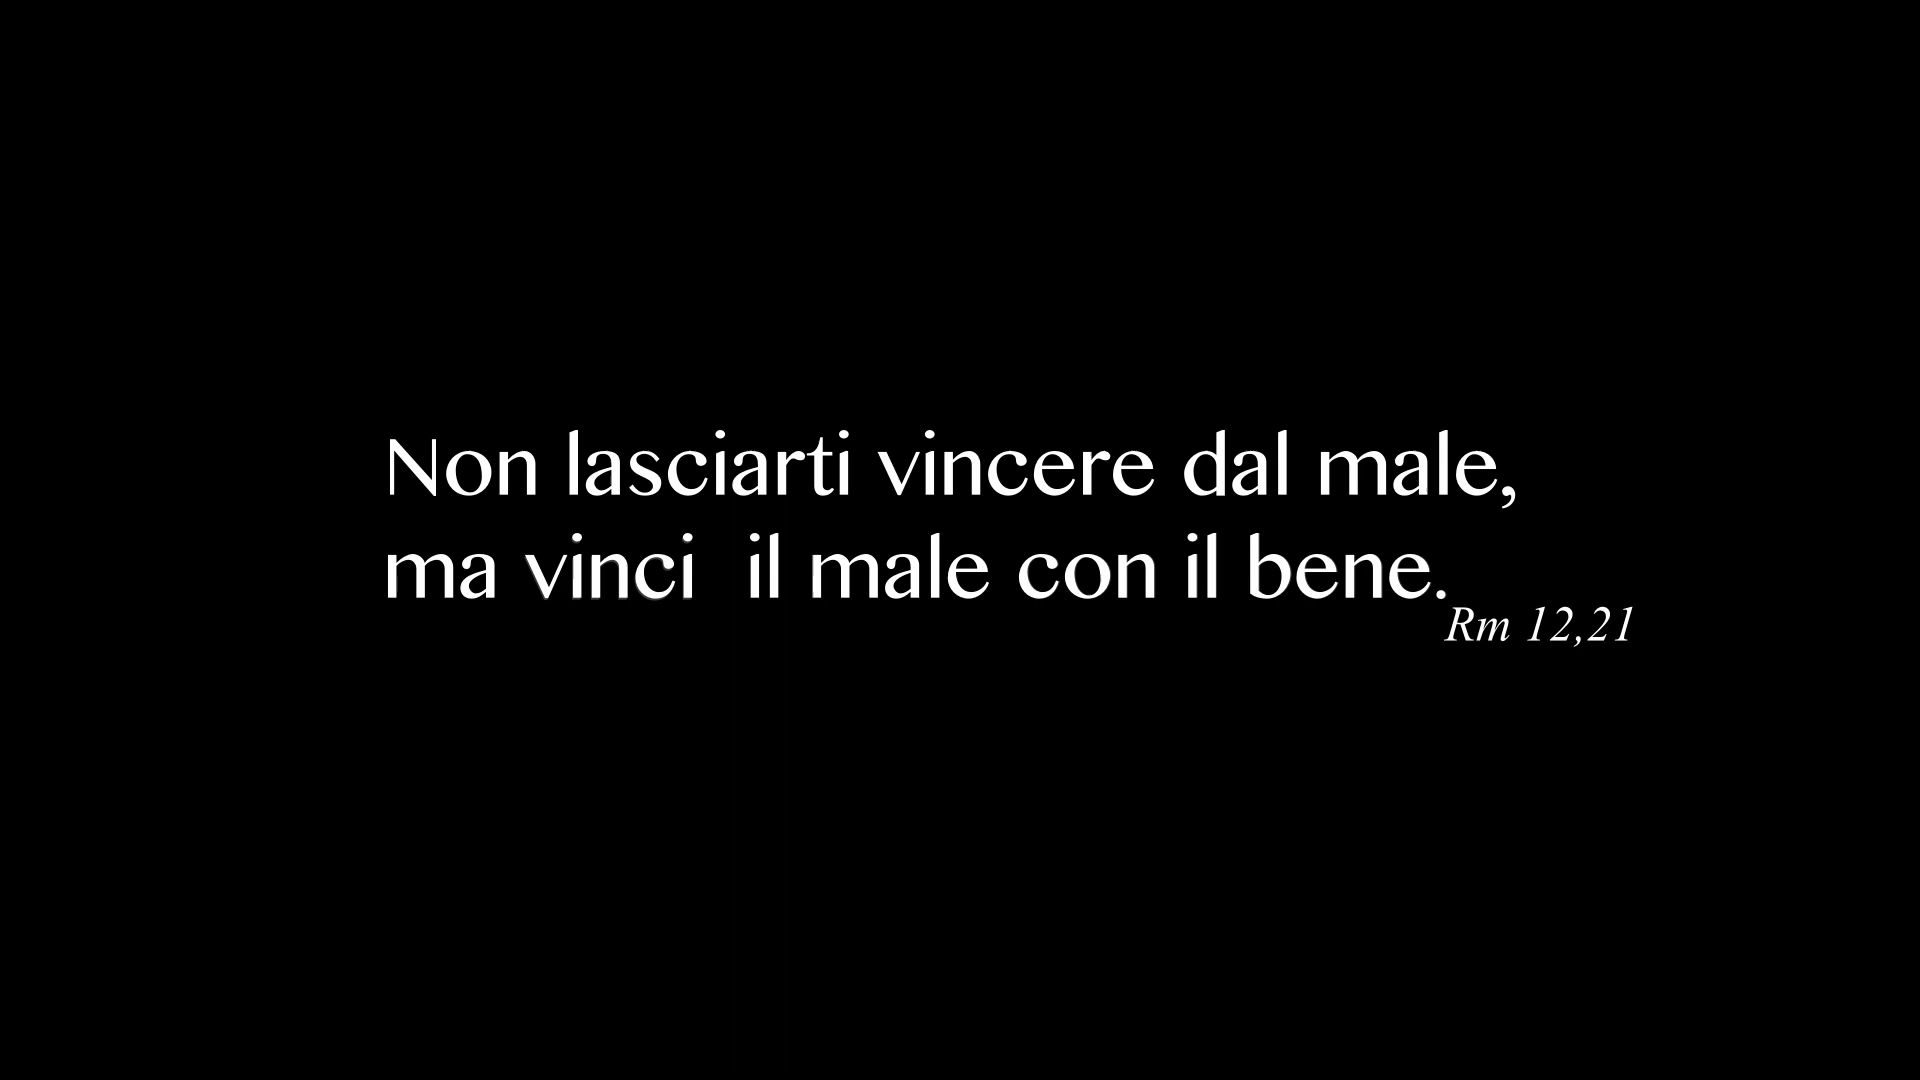 Non lasciarti vincere dal male,
ma vinci  il male con il bene.
Rm 12,21